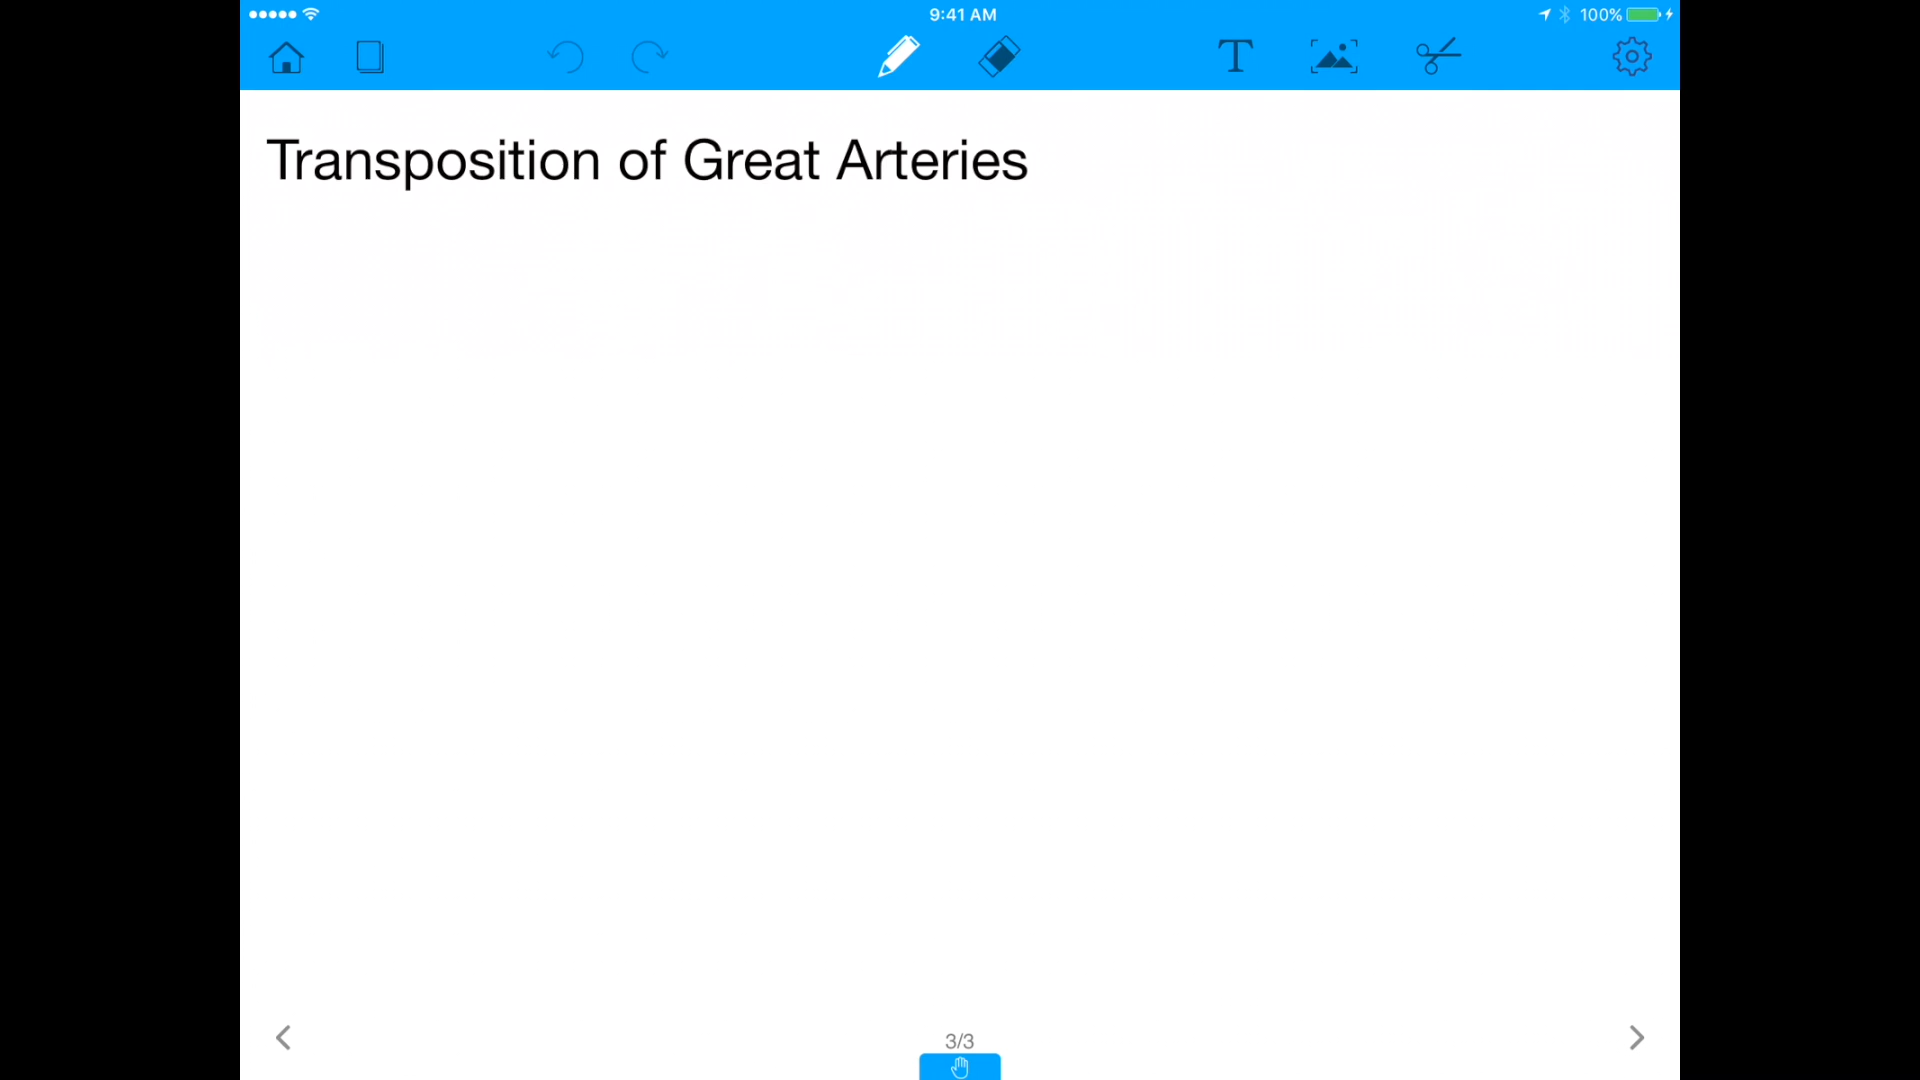 9:41 AM
100%
T
Transposition of Great Arteries
3/3